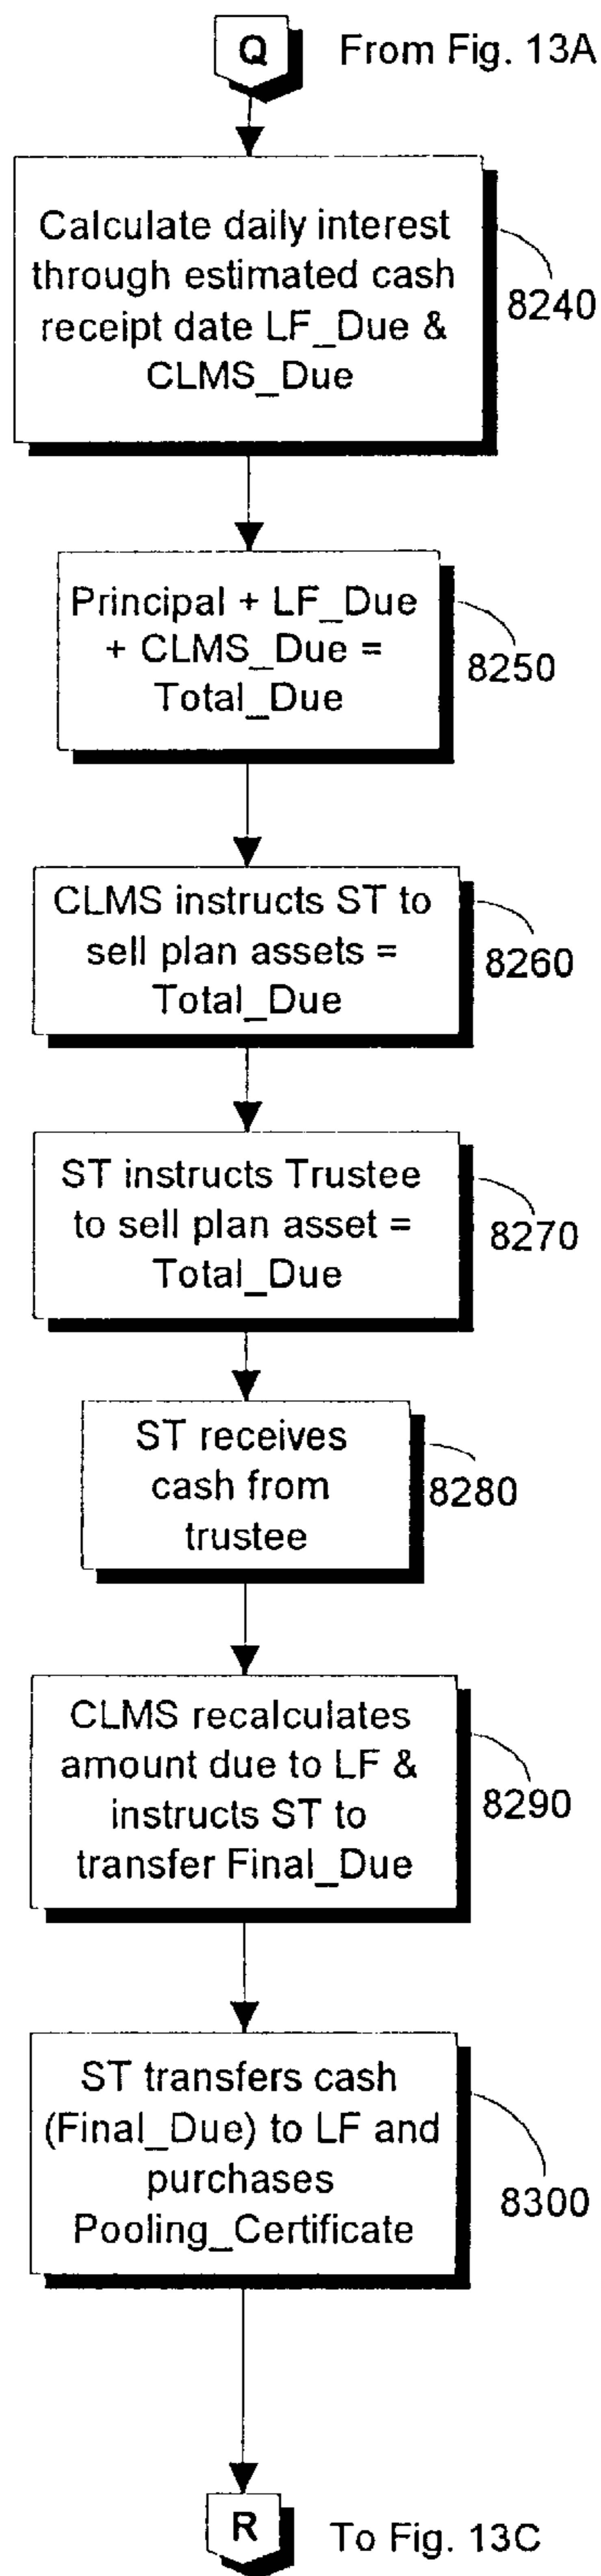 Q From Fig. 13A
Calculate daily interest
through estimated cash
receipt date LF_Due &
CLMS_Due
8240
Principal + LF_Due
+ CLMS_Due =
Total_Due
8250
CLMS instructs ST to
sell plan assets =
Total_Due
8260
ST instructs Trustee
to sell plan asset =
Total_Due
8270
ST receives
cash from
trustee
8280
CLMS recalculates
amount due to LF &
instructs ST to
transfer Final_Due
8290
ST transfers cash
(Final_Due) to LF and
purchases
Pooling_Certificate
8300
R To Fig. 13C